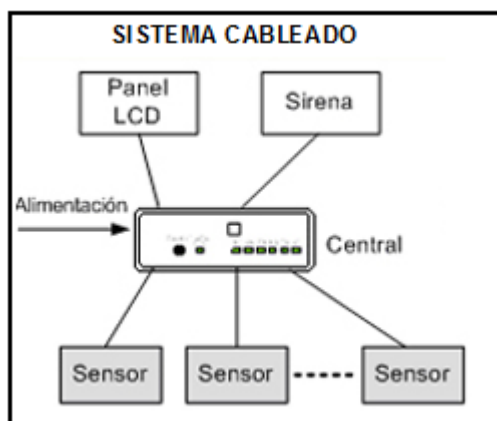 SISTEMA CABLEADO
Panel
LCD
Sirena
Alimentación
Central
Sensor
Sensor
Sensor